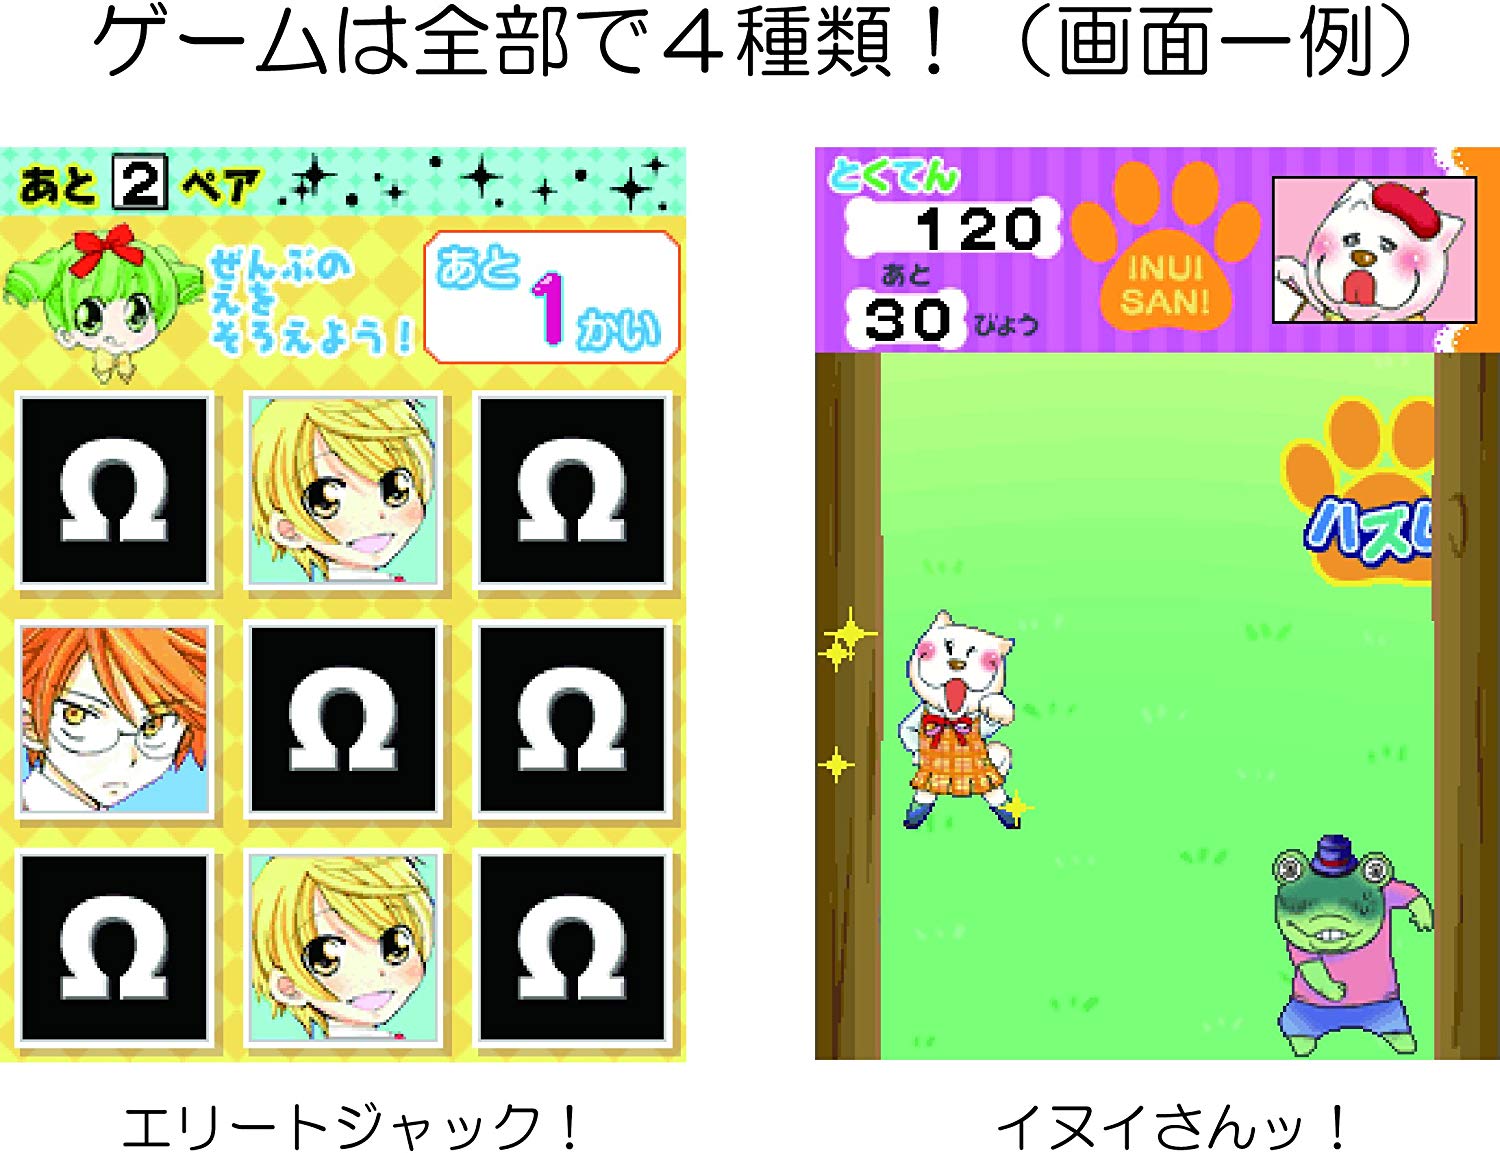 ゲームは全部で４種類！（画面一例）
あと2ペア
ぜんぶの
えを
そろえよう！
あと
1かい
Ω
Ω
Ω
Ω
Ω
Ω
エリートジャック！
とくてん
120
あと
30びょう
INUI
SAN!
ハズレ
イヌイさんッ！